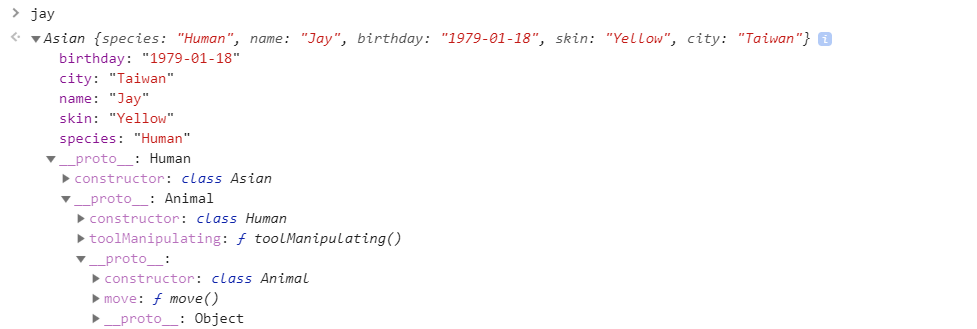 > jay
Asian {species: "Human", name: "Jay", birthday: "1979-01-18", skin: "Yellow", city: "Taiwan"} i
birthday: "1979-01-18"
city: "Taiwan"
name: "Jay"
skin: "Yellow"
species: "Human"
__proto__: Human
constructor: class Asian
__proto__: Animal
constructor: class Human
toolManipulating: ƒ toolManipulating()
__proto__:
constructor: class Animal
move: ƒ move()
__proto__: Object